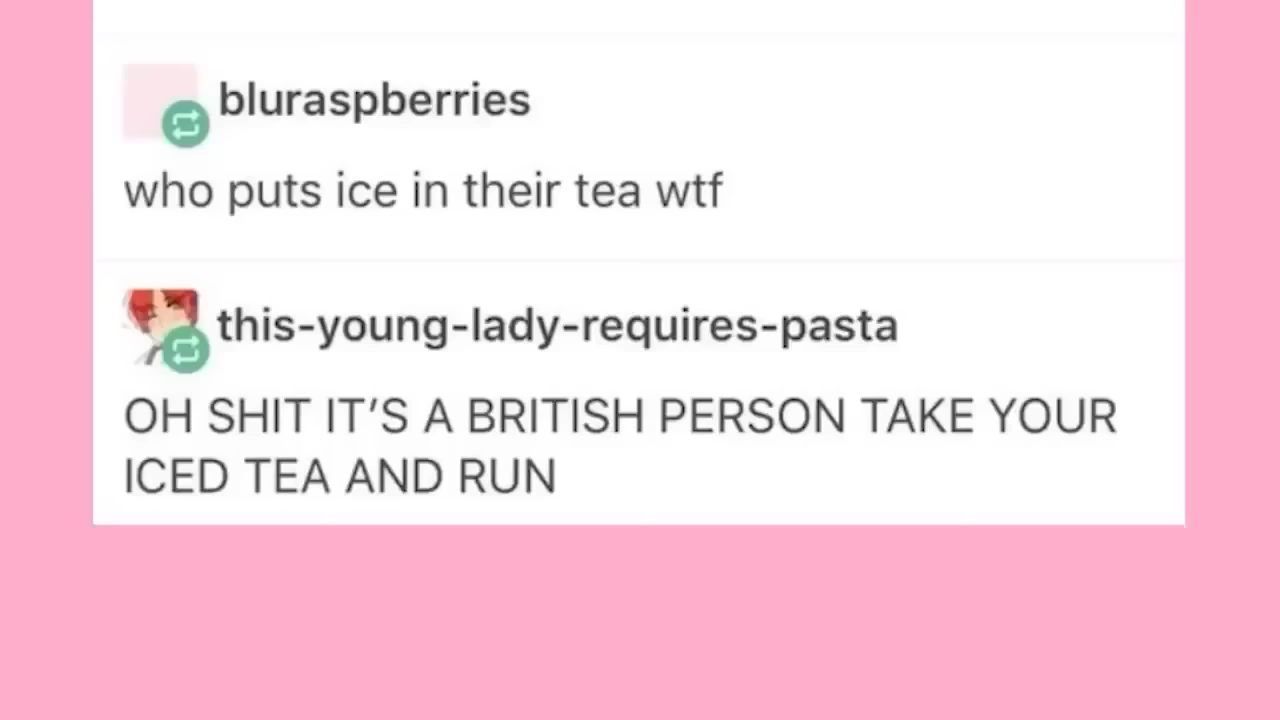 bluraspberries
who puts ice in their tea wtf
this-young-lady-requires-pasta
OH SHIT IT’S A BRITISH PERSON TAKE YOUR
ICED TEA AND RUN